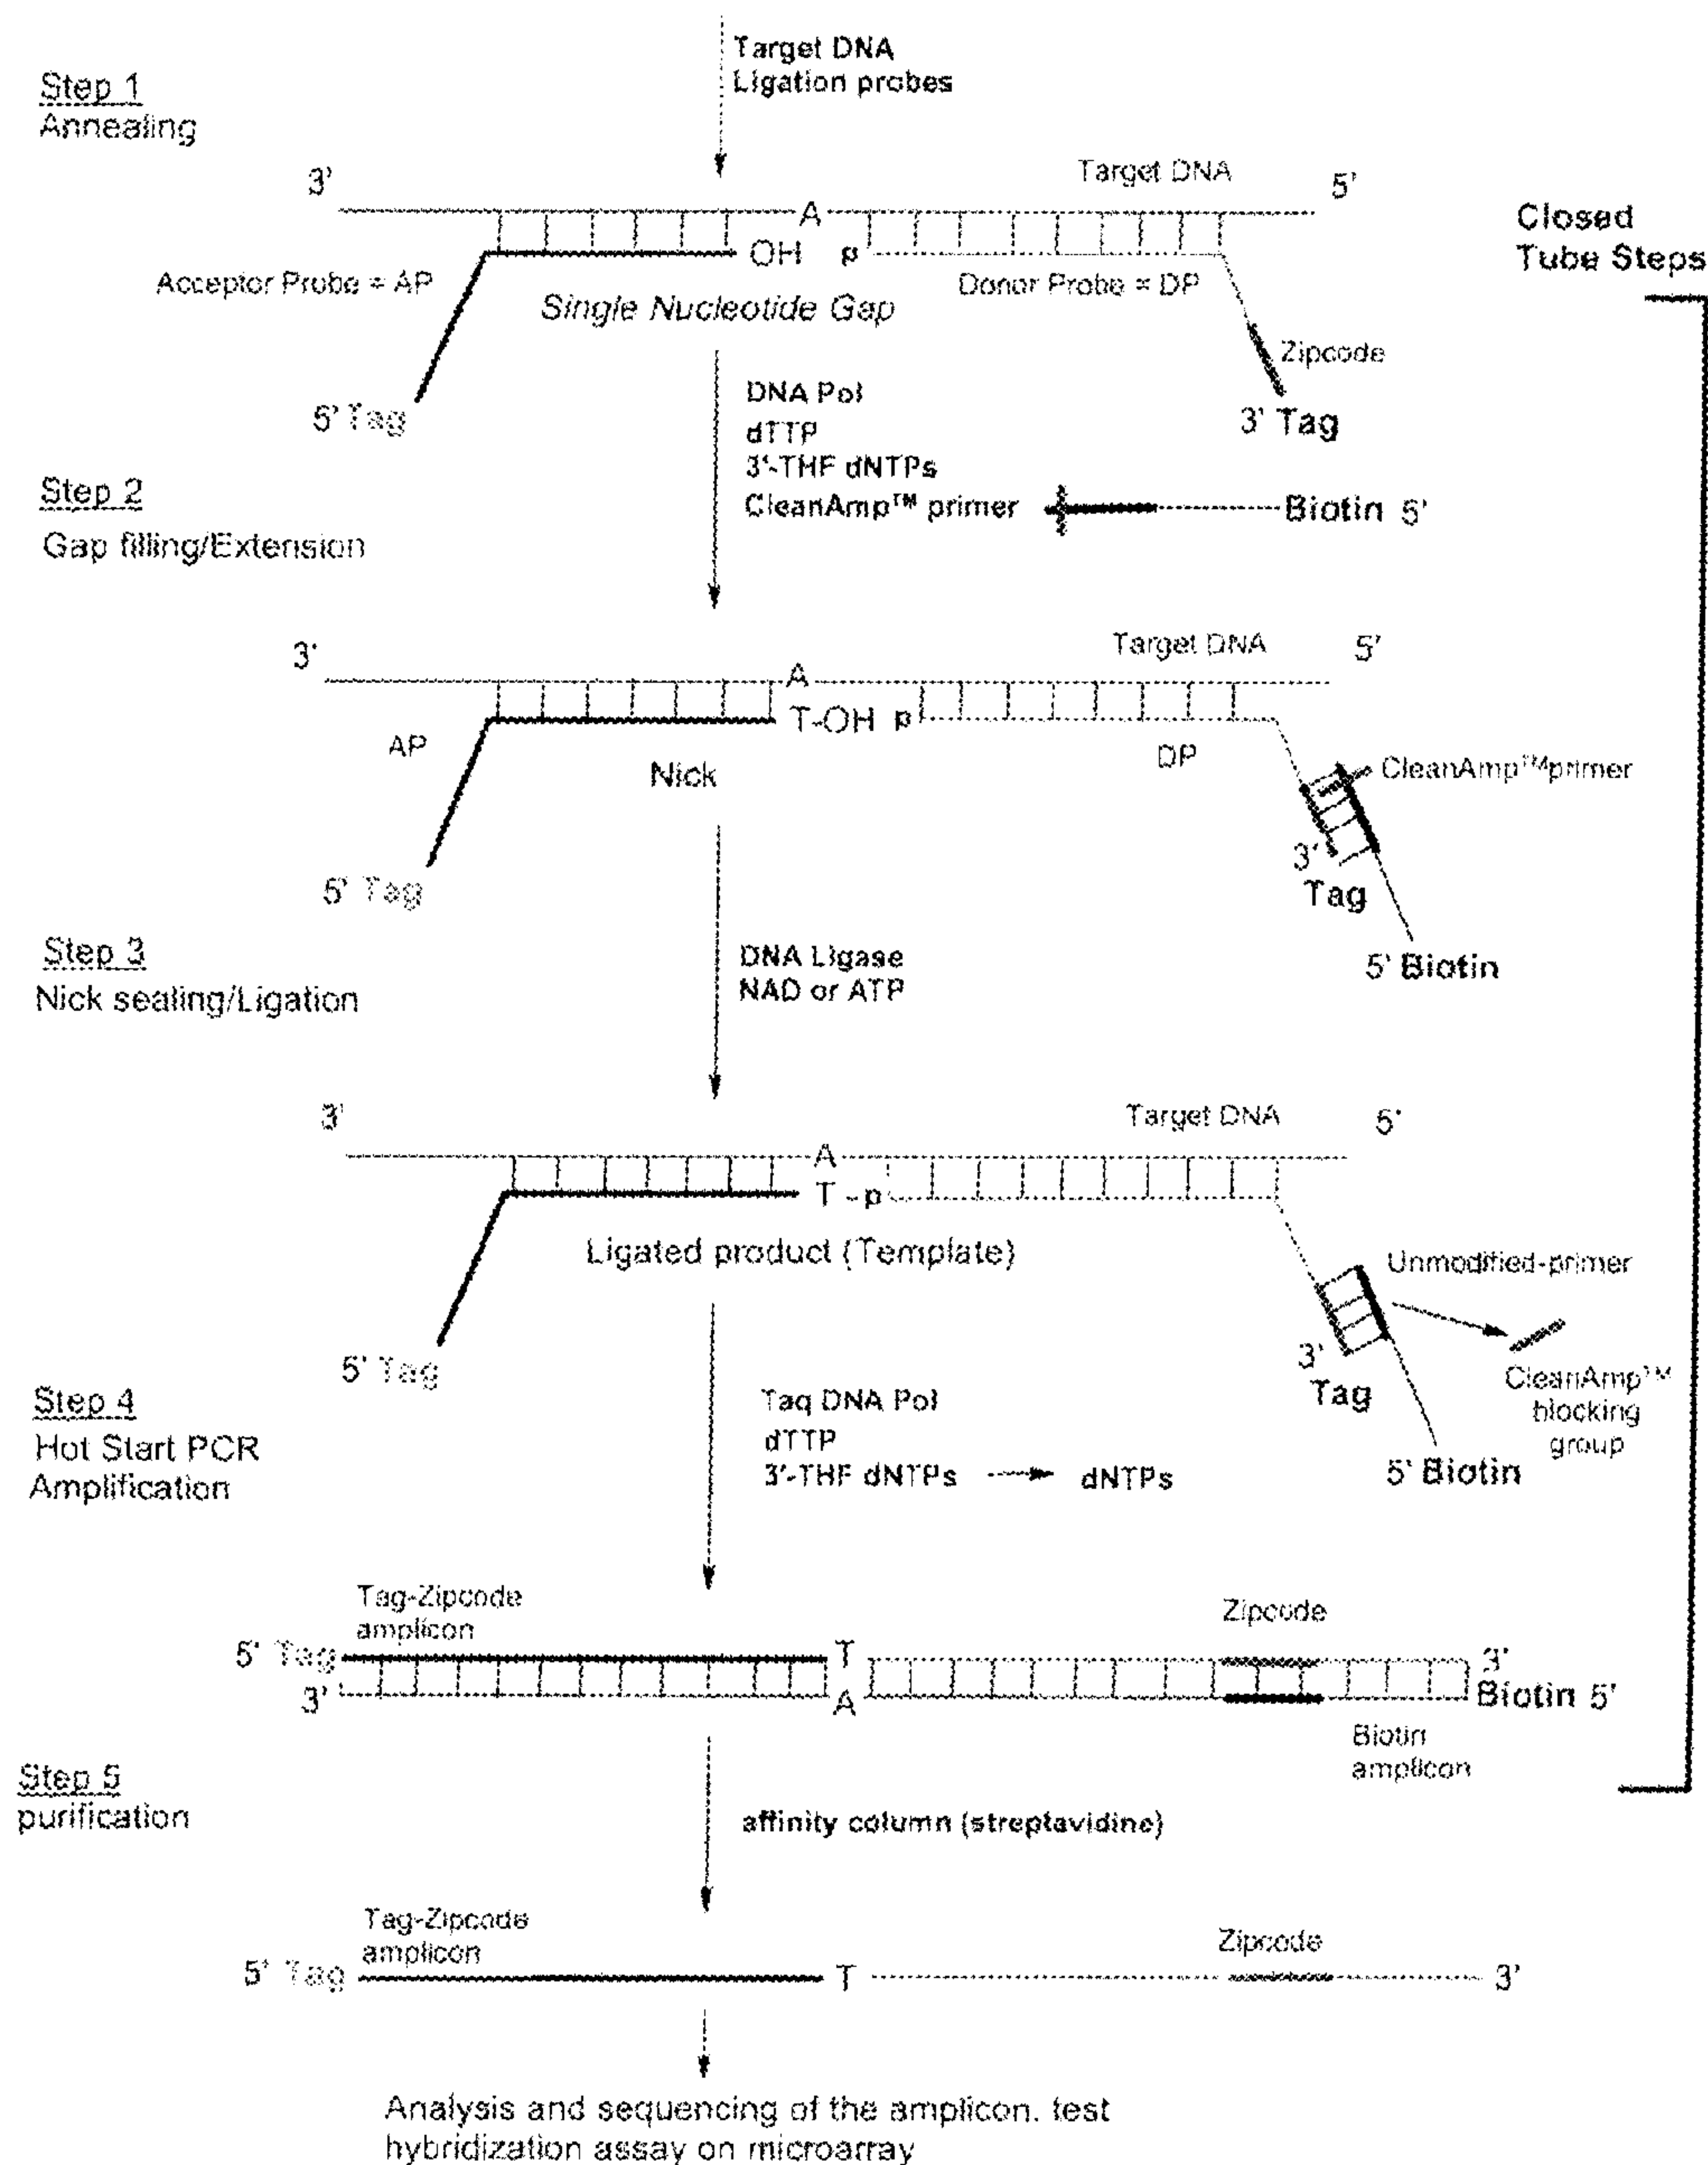 Target DNA
Ligation probes
Step 1
Annealing
3'
Target DNA
5'
A
Closed
Tube Steps
OH p
Acceptor Probe = AP
Donor Probe = DP
Single Nucleotide Gap
Zipcode
5' Tag
3' Tag
DNA Pol
dTTP
3'-THF dNTPs
CleanAmp™ primer
Biotin 5'
Step 2
Gap filling/Extension
3'
Target DNA
5'
A
T-OH p
AP
DP
Nick
CleanAmp™primer
3'
Tag
5' Tag
5' Biotin
Step 3
Nick sealing/Ligation
DNA Ligase
NAD or ATP
3'
Target DNA
5'
A
T-p
Ligated product (Template)
Unmodified-primer
3'
Tag
5' Tag
CleanAmp™
blocking
group
5' Biotin
Step 4
Hot Start PCR
Amplification
Taq DNA Pol
dTTP
3'-THF dNTPs
dNTPs
Tag-Zipcode
amplicon
Zipcode
5' Tag
T
3'
3'
A
Biotin 5'
Biotin
amplicon
Step 5
purification
affinity column (streptavidine)
Tag-Zipcode
amplicon
Zipcode
5' Tag
T
3'
Analysis and sequencing of the amplicon. test
hybridization assay on microarray